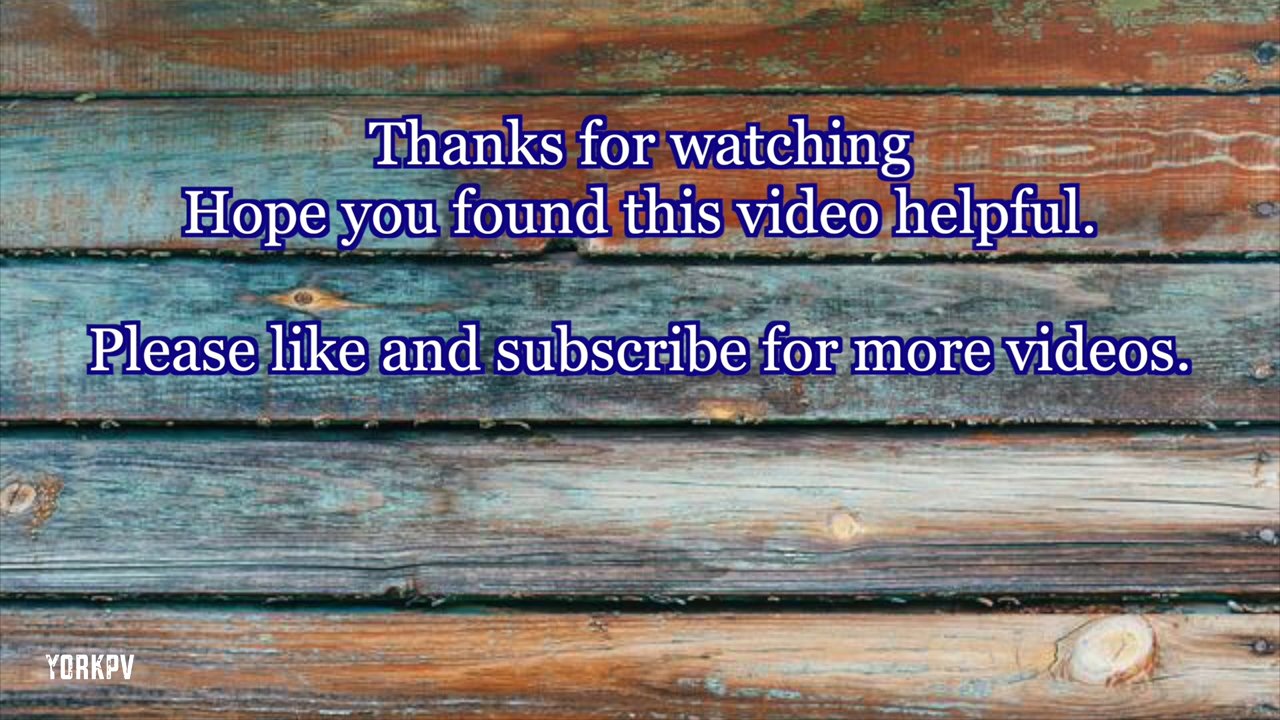 Thanks for watching
Hope you found this video helpful.
Please like and subscribe for more videos.
YORKPV